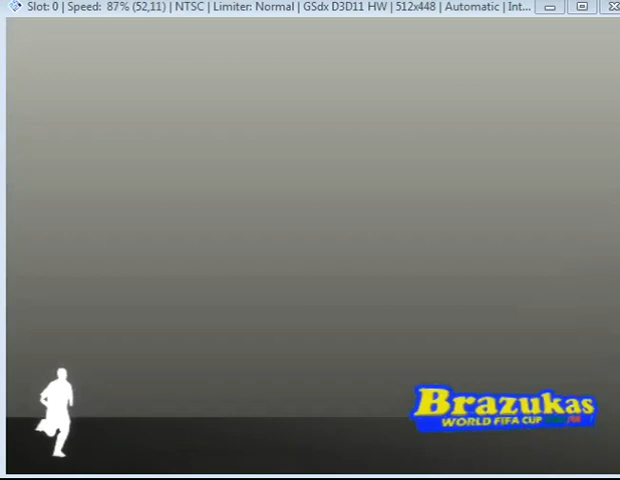 Slot: 0 | Speed: 87% (52,11) | NTSC | Limiter: Normal | GSdx D3D11 HW | 512x448 | Automatic | Int...
Brazukas
WORLD FIFA CUP